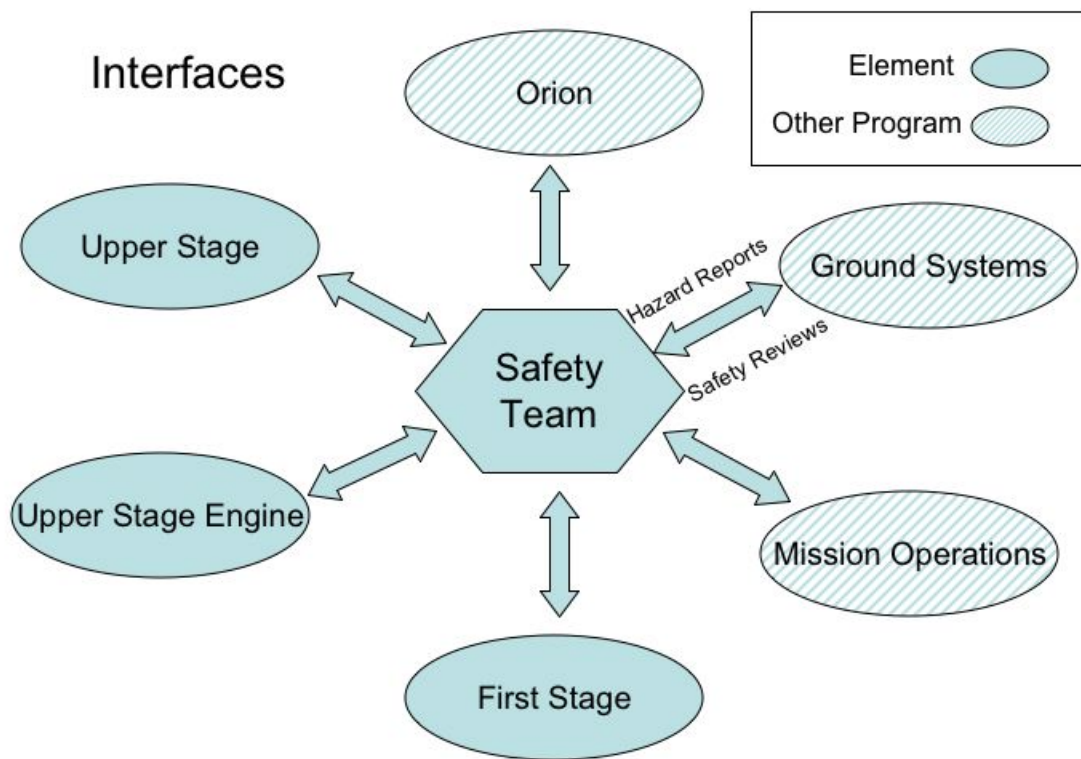 Interfaces
Orion
Element
Other Program
Upper Stage
Hazard Reports
Ground Systems
Safety Reviews
Safety
Team
Upper Stage Engine
Mission Operations
First Stage